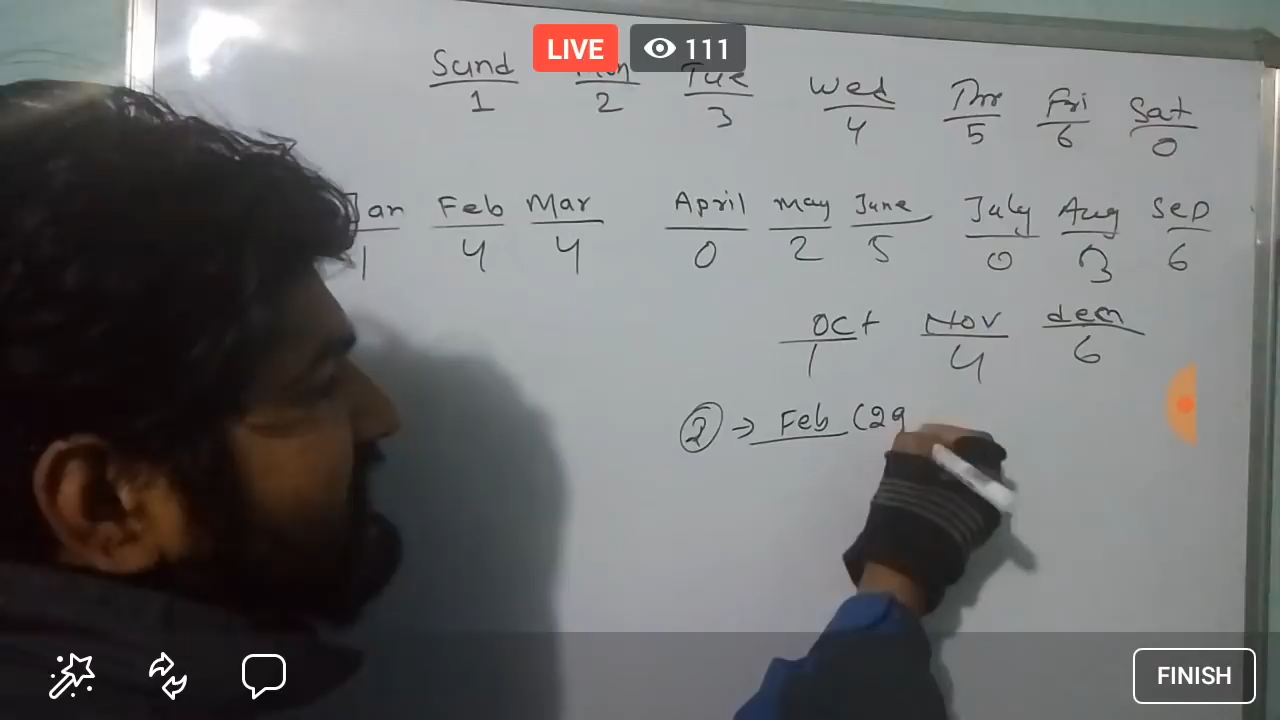 LIVE 111
Sund Mon Tue Wed Thr Fri Sat
1 2 3 4 5 6 0
Jan Feb Mar April May June July Aug Sep
1 4 4 0 2 5 0 3 6
Oct Nov dem
1 4 6
2 → Feb (29
FINISH